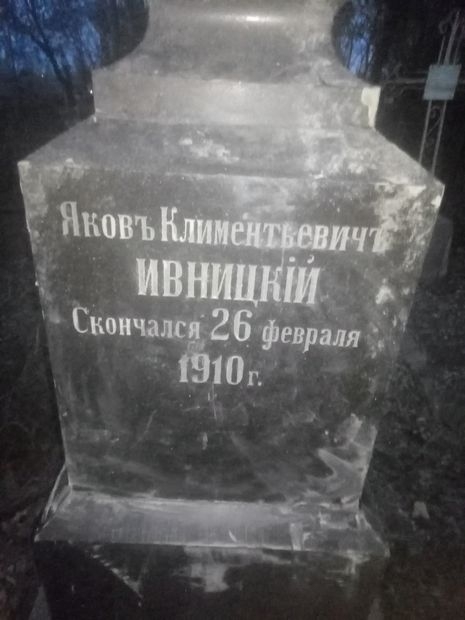 Яковъ Климентьевичъ
ИВНИЦКІЙ
Скончался 26 февраля
1910 г.